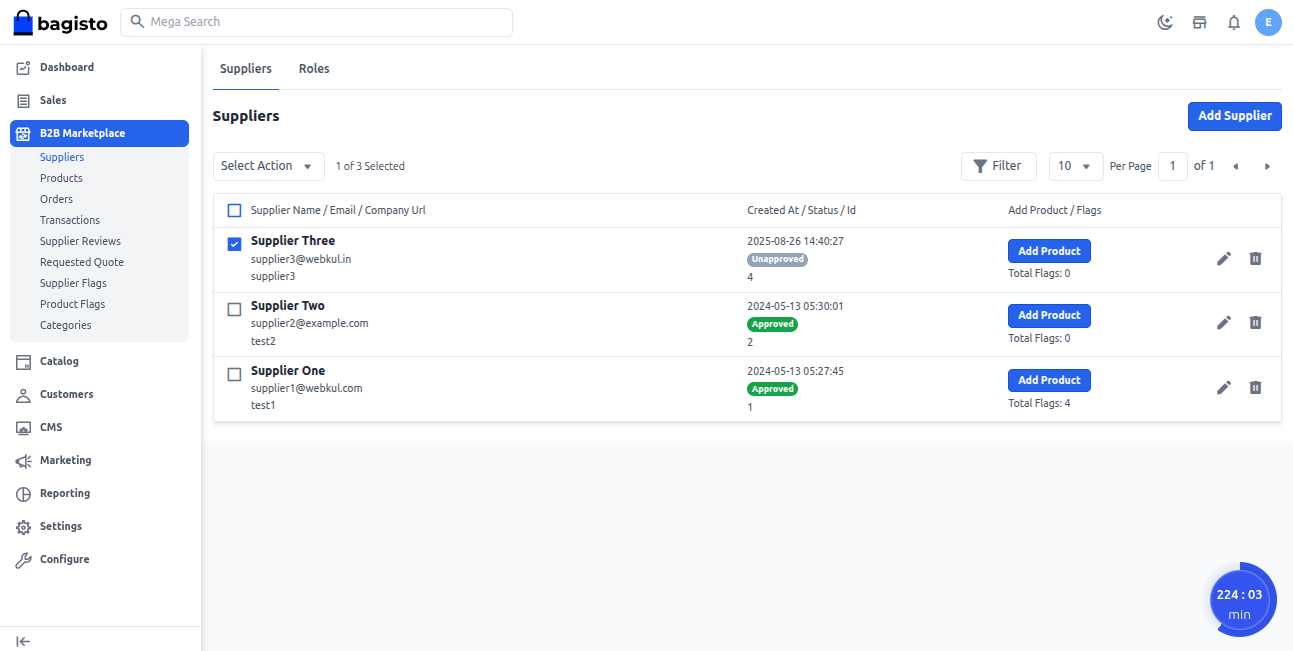 bagisto
Mega Search
E
Dashboard
Sales
B2B Marketplace
Suppliers
Products
Orders
Transactions
Supplier Reviews
Requested Quote
Supplier Flags
Product Flags
Categories
Catalog
Customers
CMS
Marketing
Reporting
Settings
Configure
Suppliers Roles
Suppliers Add Supplier
Select Action 1 of 3 Selected Filter 10 Per Page 1 of 1
Supplier Name / Email / Company Url Created At / Status / Id Add Product / Flags
Supplier Three 2025-08-26 14:40:27 Add Product
supplier3@webkul.in Unapproved
supplier3 4 Total Flags: 0
Supplier Two 2024-05-13 05:30:01 Add Product
supplier2@example.com Approved
test2 2 Total Flags: 0
Supplier One 2024-05-13 05:27:45 Add Product
supplier1@webkul.com Approved
test1 1 Total Flags: 4
224 : 03
min